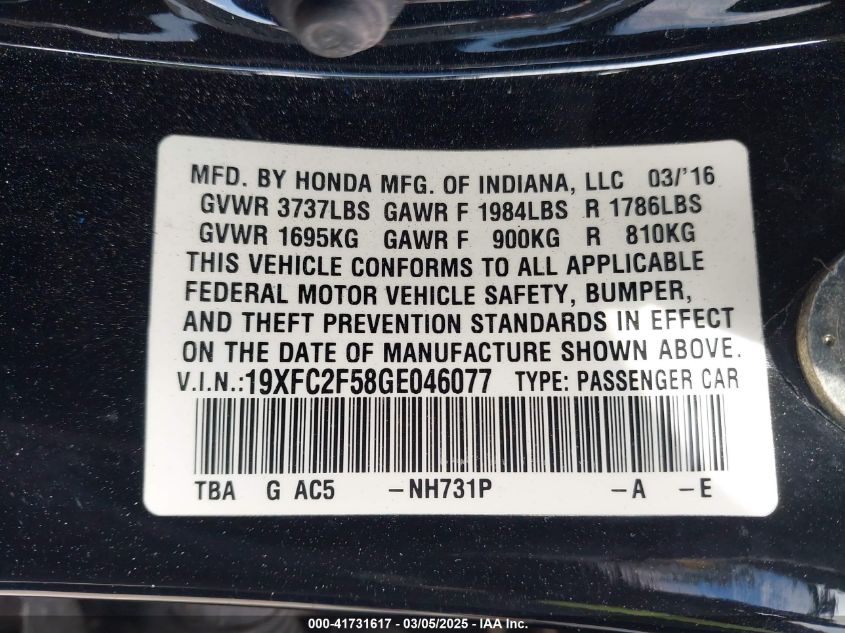 MFD. BY HONDA MFG. OF INDIANA, LLC 03/'16
GVWR 3737LBS GAWR F 1984LBS R 1786LBS
GVWR 1695KG GAWR F 900KG R 810KG
THIS VEHICLE CONFORMS TO ALL APPLICABLE
FEDERAL MOTOR VEHICLE SAFETY, BUMPER,
AND THEFT PREVENTION STANDARDS IN EFFECT
ON THE DATE OF MANUFACTURE SHOWN ABOVE.
V.I.N.:19XFC2F58GE046077 TYPE: PASSENGER CAR
TBA G AC5 –NH731P –A –E
000-41731617 — 03/05/2025 — IAA Inc.